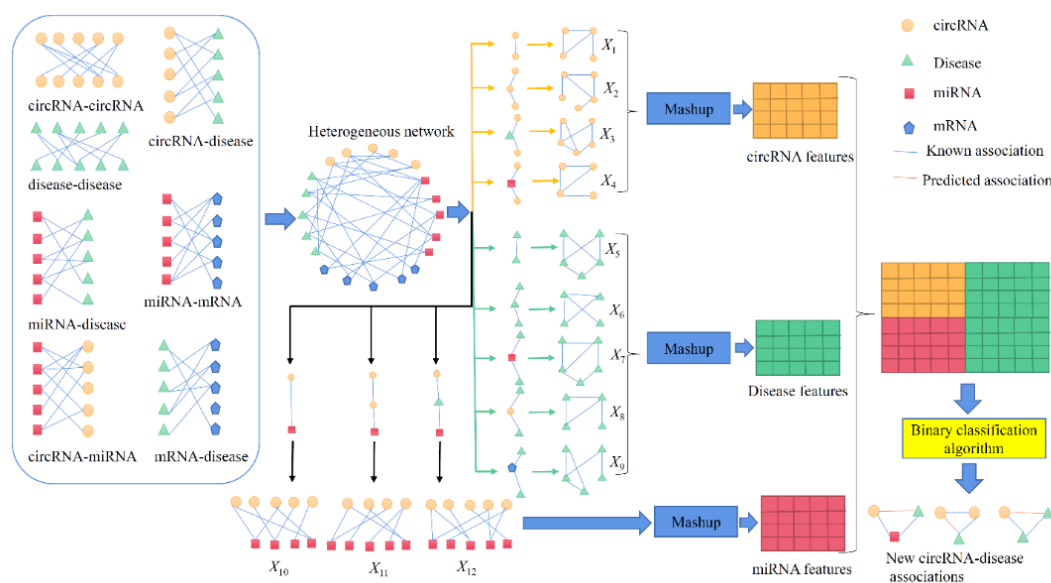 circRNA-circRNA
disease-disease
circRNA-disease
miRNA-discasc
miRNA-mRNA
circRNA-miRNA
mRNA-disease
Heterogeneous network
X1
X2
X3
X4
X5
X6
X7
X8
X9
X10
X11
X12
Mashup
circRNA features
Mashup
Disease features
Mashup
miRNA features
circRNA
Disease
miRNA
mRNA
Known association
Predicted association
Binary classification
algorithm
New circRNA-disease
associations